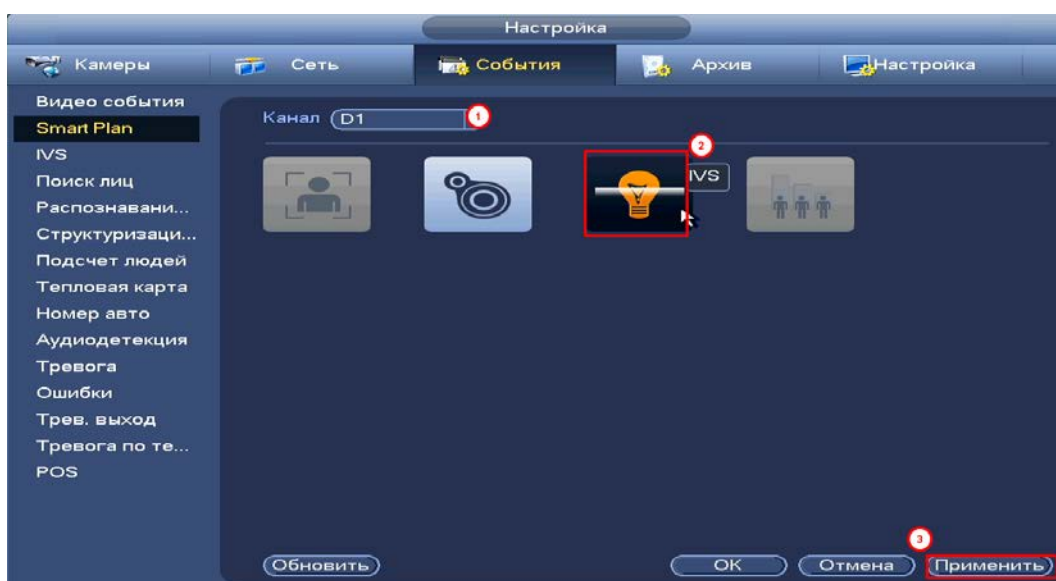 Настройка
Камеры
Сеть
События
Архив
Настройка
Видео события
Smart Plan
IVS
Поиск лиц
Распознавани...
Структуризаци...
Подсчет людей
Тепловая карта
Номер авто
Аудиодетекция
Тревога
Ошибки
Трев. выход
Тревога по те...
POS
Канал D1
1
2
IVS
3
Обновить
OK
Отмена
Применить